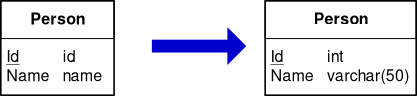 Person
Id id
Name name
Person
Id int
Name varchar(50)